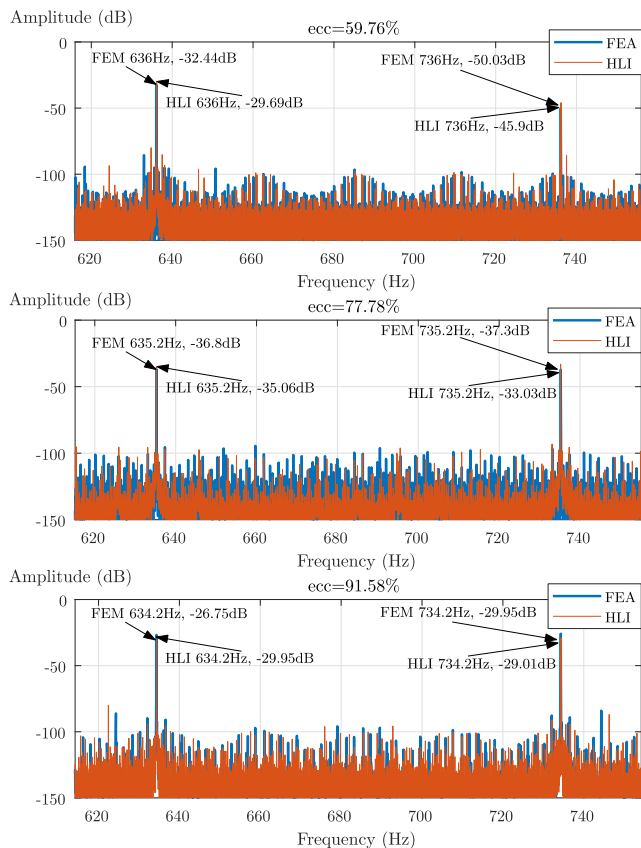 Amplitude (dB)
ecc=59.76%
0
FEA
HLI
FEM 636Hz, -32.44dB
FEM 736Hz, -50.03dB
-50
HLI 636Hz, -29.69dB
HLI 736Hz, -45.9dB
-100
-150
620 640 660 680 700 720 740
Frequency (Hz)
Amplitude (dB)
ecc=77.78%
0
FEA
HLI
FEM 635.2Hz, -36.8dB
FEM 735.2Hz, -37.3dB
-50
HLI 635.2Hz, -35.06dB
HLI 735.2Hz, -33.03dB
-100
-150
620 640 660 680 700 720 740
Frequency (Hz)
Amplitude (dB)
ecc=91.58%
0
FEA
HLI
FEM 634.2Hz, -26.75dB
FEM 734.2Hz, -29.95dB
-50
HLI 634.2Hz, -29.95dB
HLI 734.2Hz, -29.01dB
-100
-150
620 640 660 680 700 720 740
Frequency (Hz)